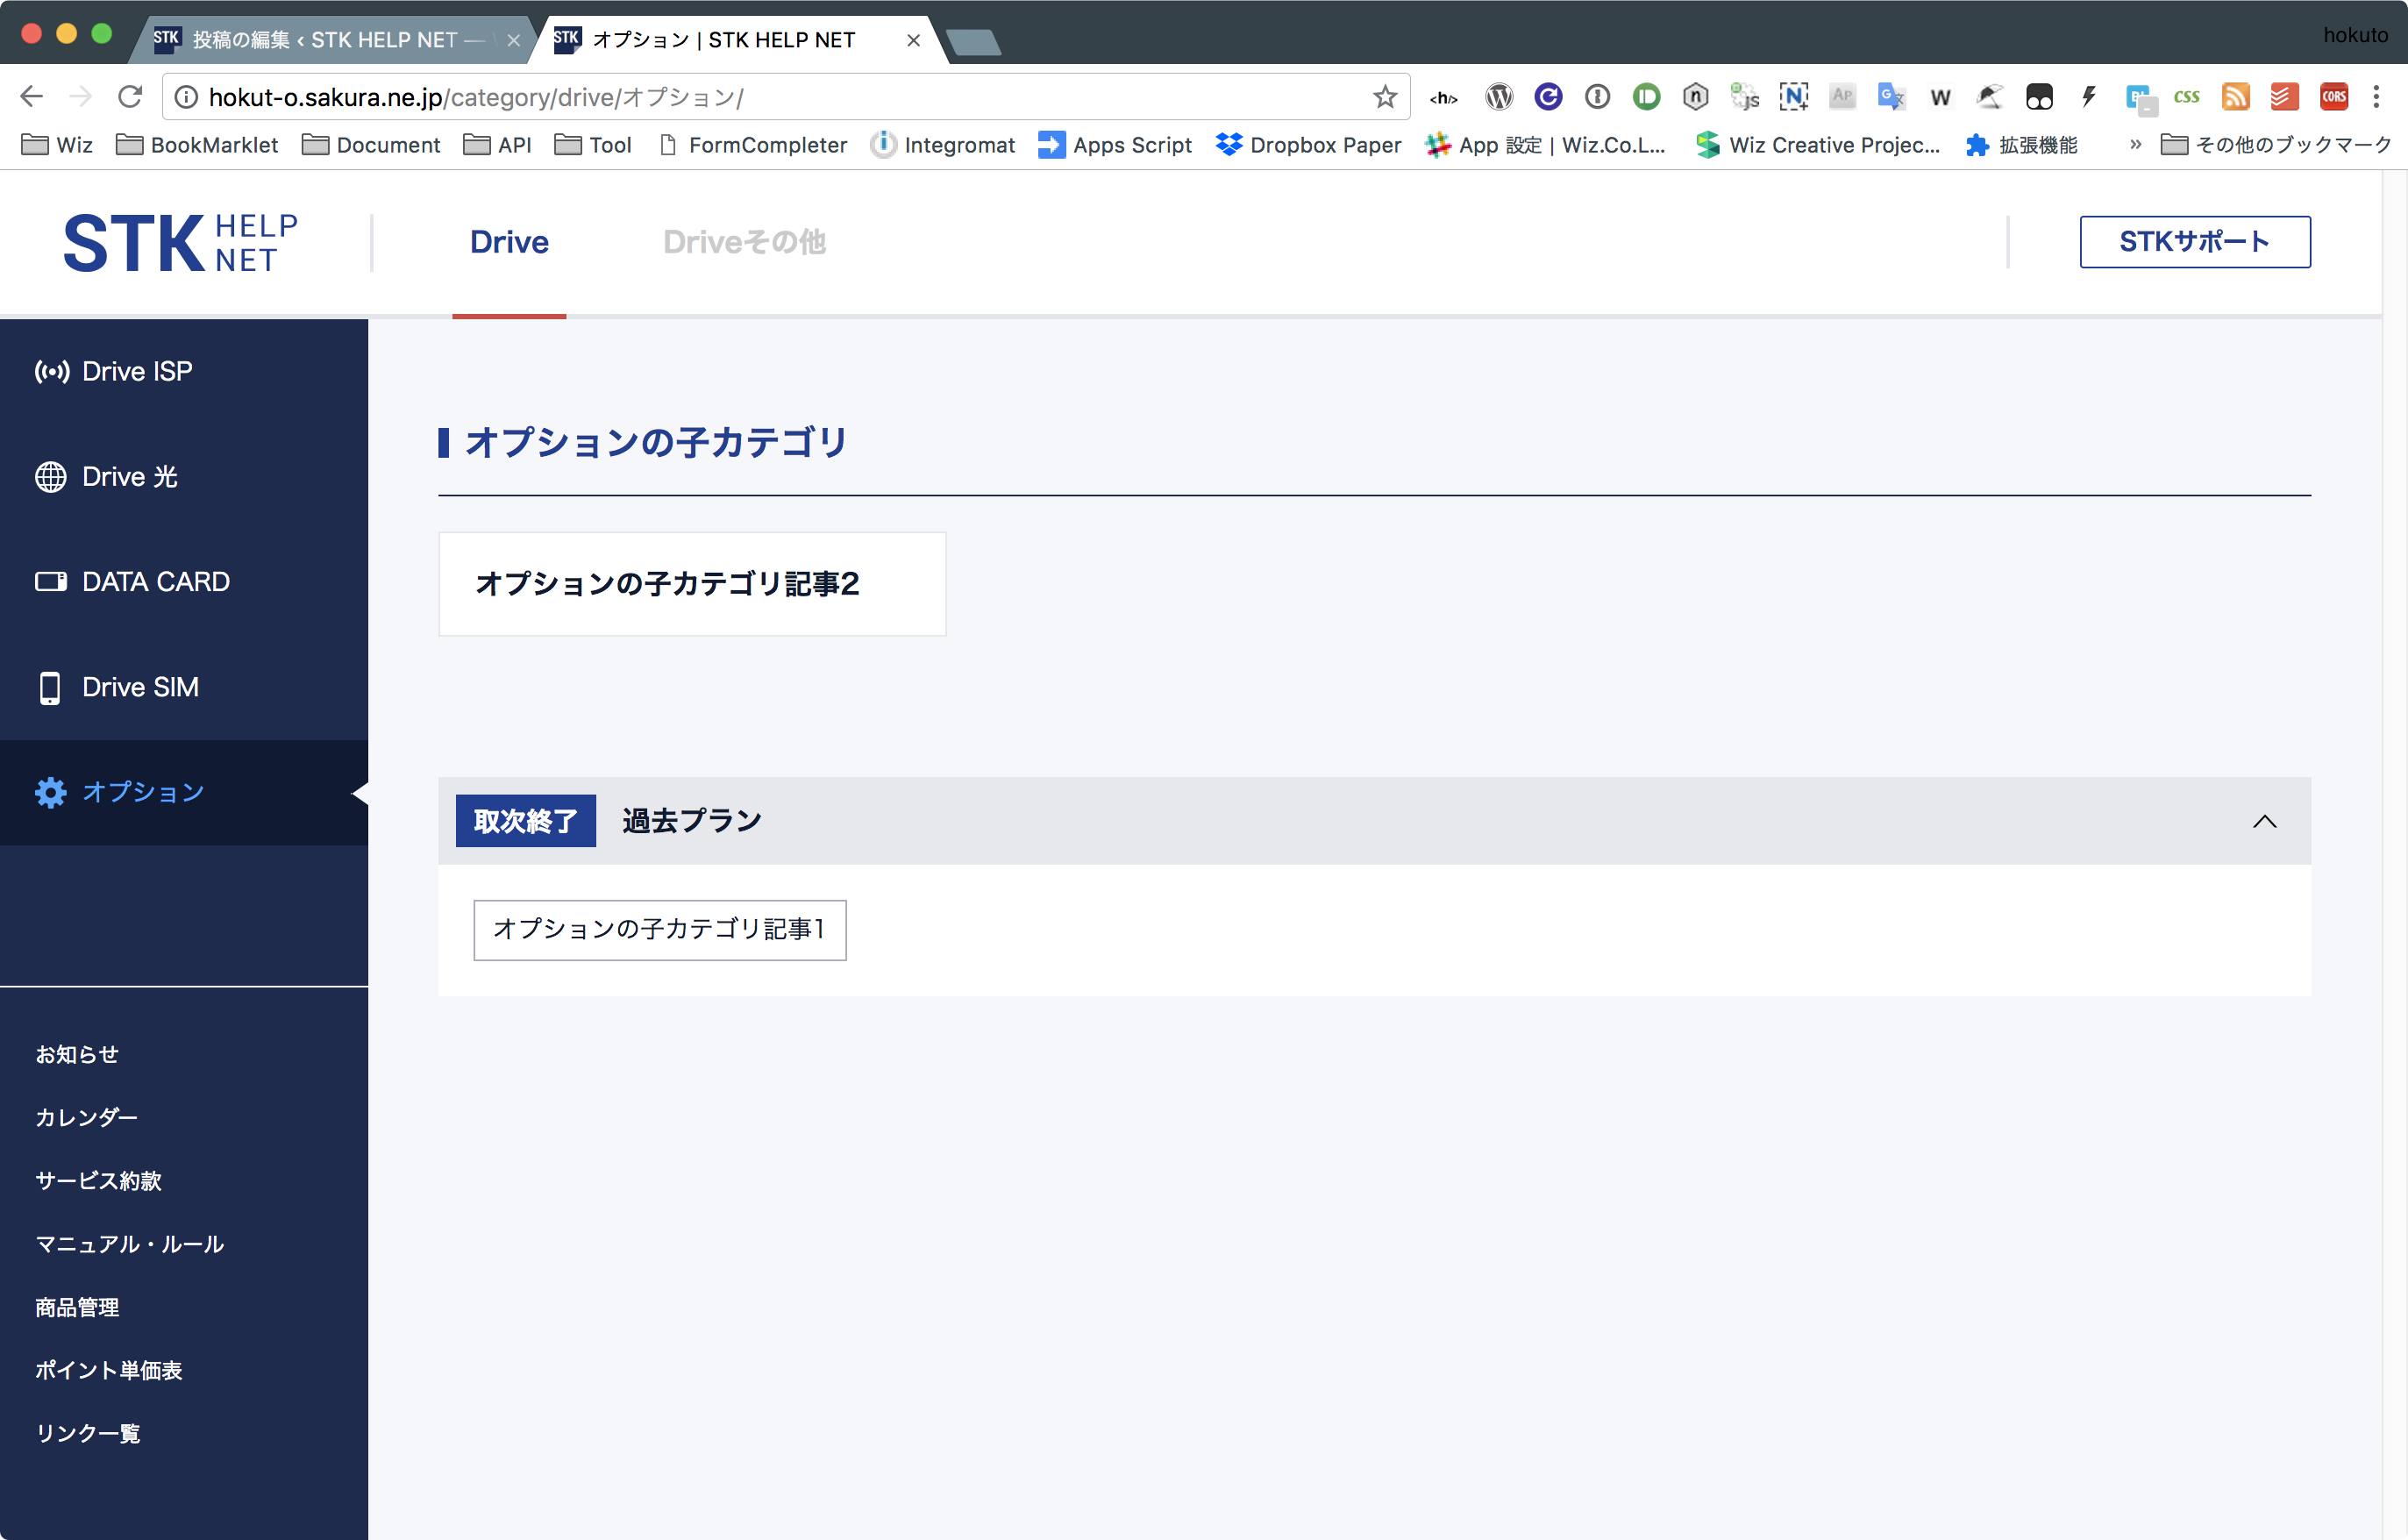 STK 投稿の編集 ‹ STK HELP NET —
STK オプション | STK HELP NET
hokuto
hokut-o.sakura.ne.jp/category/drive/オプション/
Wiz BookMarklet Document API Tool FormCompleter Integromat Apps Script Dropbox Paper App 設定 | Wiz.Co.L... Wiz Creative Projec... 拡張機能 » その他のブックマーク
STK HELP NET
Drive Driveその他 STKサポート
Drive ISP
Drive 光
DATA CARD
Drive SIM
オプション
お知らせ
カレンダー
サービス約款
マニュアル・ルール
商品管理
ポイント単価表
リンク一覧
オプションの子カテゴリ
オプションの子カテゴリ記事2
取次終了 過去プラン
オプションの子カテゴリ記事1